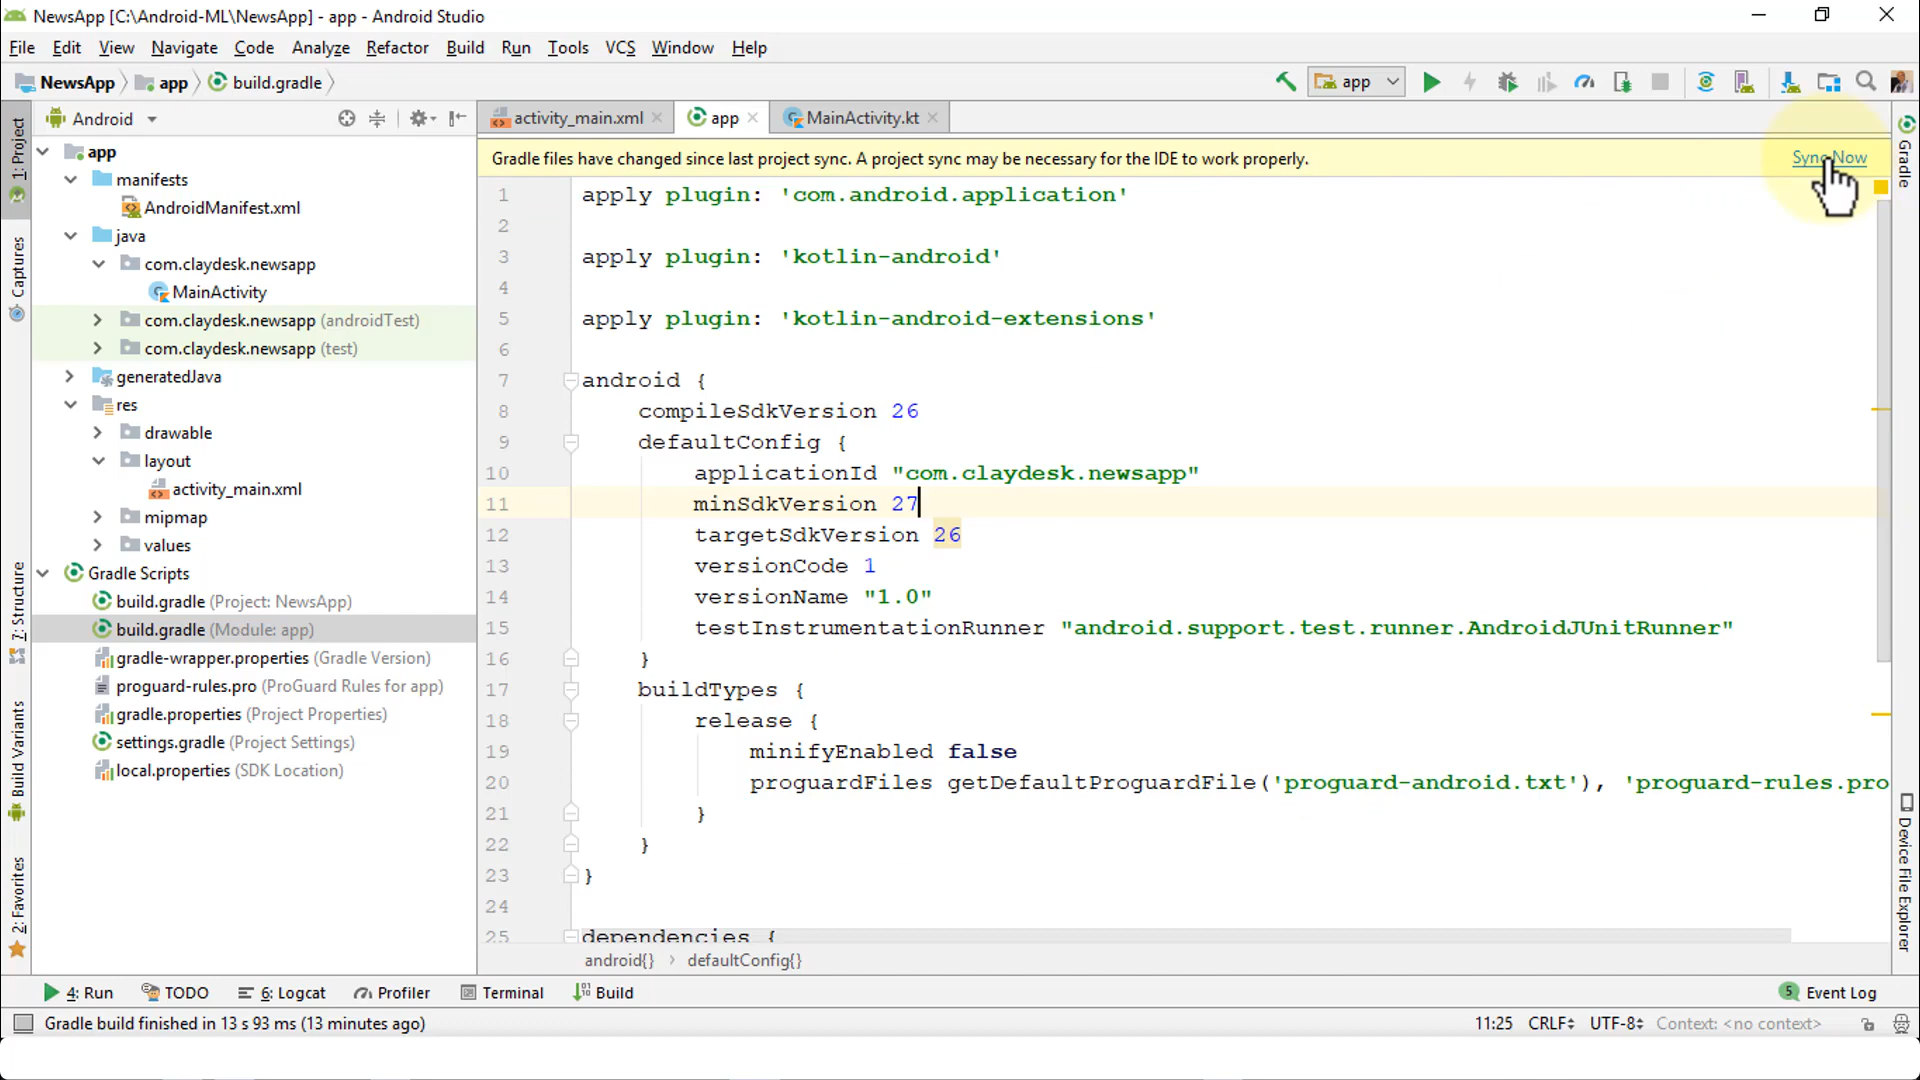 NewsApp [C:\Android-ML\NewsApp] - app - Android Studio
File Edit View Navigate Code Analyze Refactor Build Run Tools VCS Window Help
NewsApp app build.gradle app
1: Project
Captures
7: Structure
Build Variants
2: Favorites
Android
app
manifests
AndroidManifest.xml
java
com.claydesk.newsapp
MainActivity
com.claydesk.newsapp (androidTest)
com.claydesk.newsapp (test)
generatedJava
res
drawable
layout
activity_main.xml
mipmap
values
Gradle Scripts
build.gradle (Project: NewsApp)
build.gradle (Module: app)
gradle-wrapper.properties (Gradle Version)
proguard-rules.pro (ProGuard Rules for app)
gradle.properties (Project Properties)
settings.gradle (Project Settings)
local.properties (SDK Location)
activity_main.xml app MainActivity.kt
Gradle files have changed since last project sync. A project sync may be necessary for the IDE to work properly. Sync Now
1 apply plugin: 'com.android.application'
2
3 apply plugin: 'kotlin-android'
4
5 apply plugin: 'kotlin-android-extensions'
6
7 android {
8 compileSdkVersion 26
9 defaultConfig {
10 applicationId "com.claydesk.newsapp"
11 minSdkVersion 27
12 targetSdkVersion 26
13 versionCode 1
14 versionName "1.0"
15 testInstrumentationRunner "android.support.test.runner.AndroidJUnitRunner"
16 }
17 buildTypes {
18 release {
19 minifyEnabled false
20 proguardFiles getDefaultProguardFile('proguard-android.txt'), 'proguard-rules.pro
21 }
22 }
23 }
24
25 dependencies {
android{} › defaultConfig{}
Gradle
Device File Explorer
4: Run TODO 6: Logcat Profiler Terminal Build 5 Event Log
Gradle build finished in 13 s 93 ms (13 minutes ago) 11:25 CRLF UTF-8 Context: <no context>